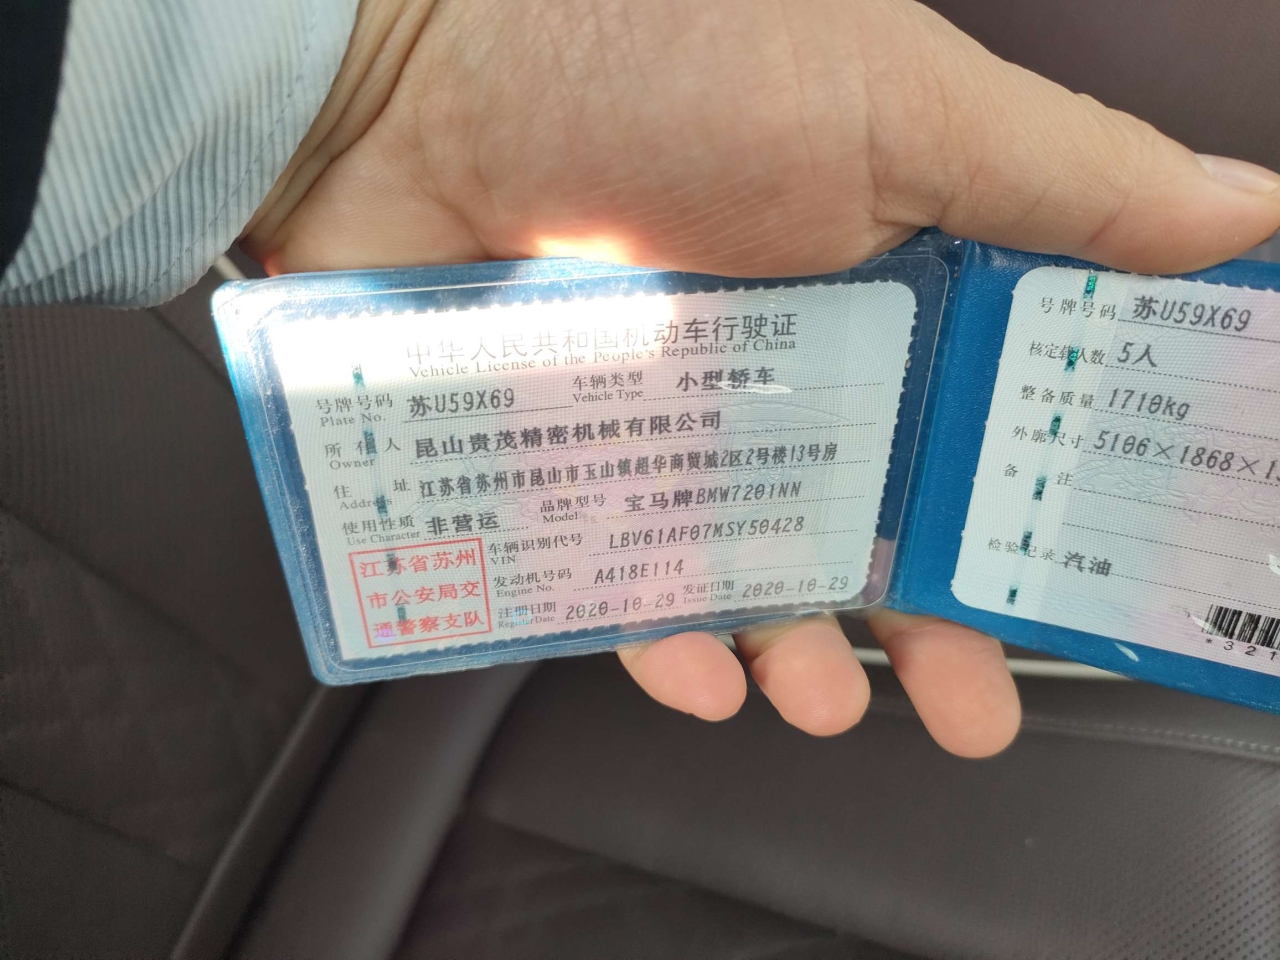 中华人民共和国机动车行驶证
Vehicle License of the People's Republic of China
号牌号码 苏U59X69 车辆类型 小型轿车
Plate No. Vehicle Type
所有人 昆山贵茂精密机械有限公司
Owner
住址 江苏省苏州市昆山市玉山镇超华商贸城2区2号楼13号房
Address
使用性质 非营运 品牌型号 宝马牌BMW7201NN
Use Character Model
江苏省苏州市公安局交通警察支队
车辆识别代号 LBV61AF07MSY50428
VIN
发动机号码 A418E114
Engine No.
注册日期 2020-10-29 发证日期 2020-10-29
Register Date Issue Date
号牌号码 苏U59X69
核定载人数 5人
整备质量 1710kg
外廓尺寸 5106×1868×1
备注
检验记录 汽油
*321